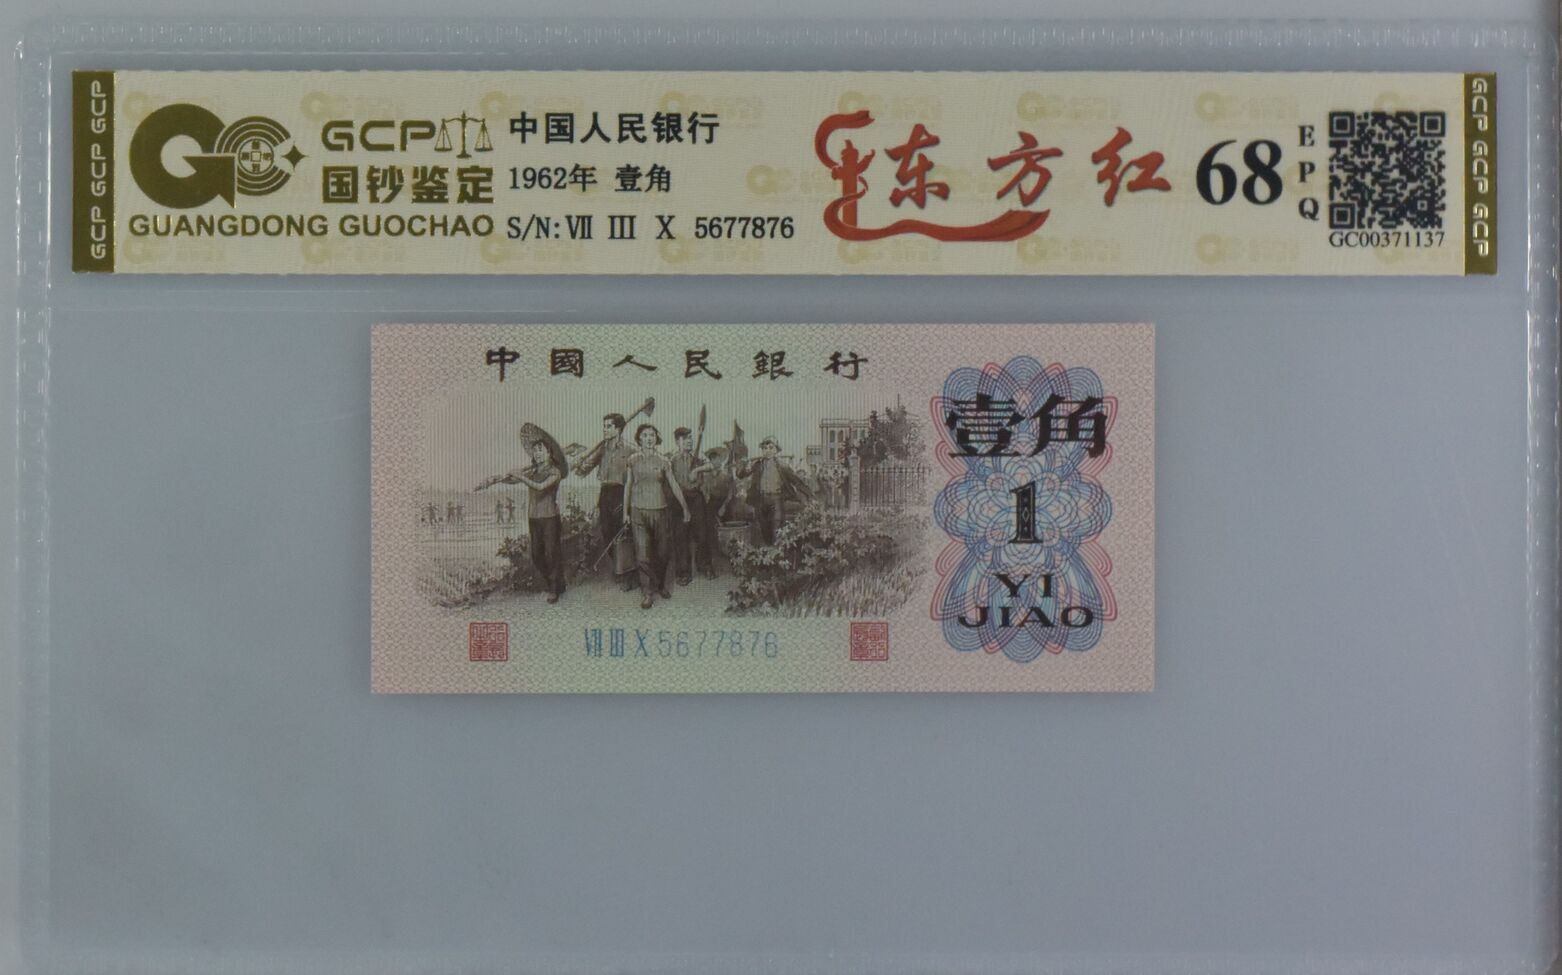 GCP GCP GCP
GCP
国钞鉴定
GUANGDONG GUOCHAO
中国人民银行
1962年 壹角
S/N: Ⅶ Ⅲ Ⅹ 5677876
东方红
68
EPQ
GC00371137
GCP GCP GCP
中國人民銀行
壹角
1
YI
JIAO
Ⅶ Ⅲ Ⅹ 5677876